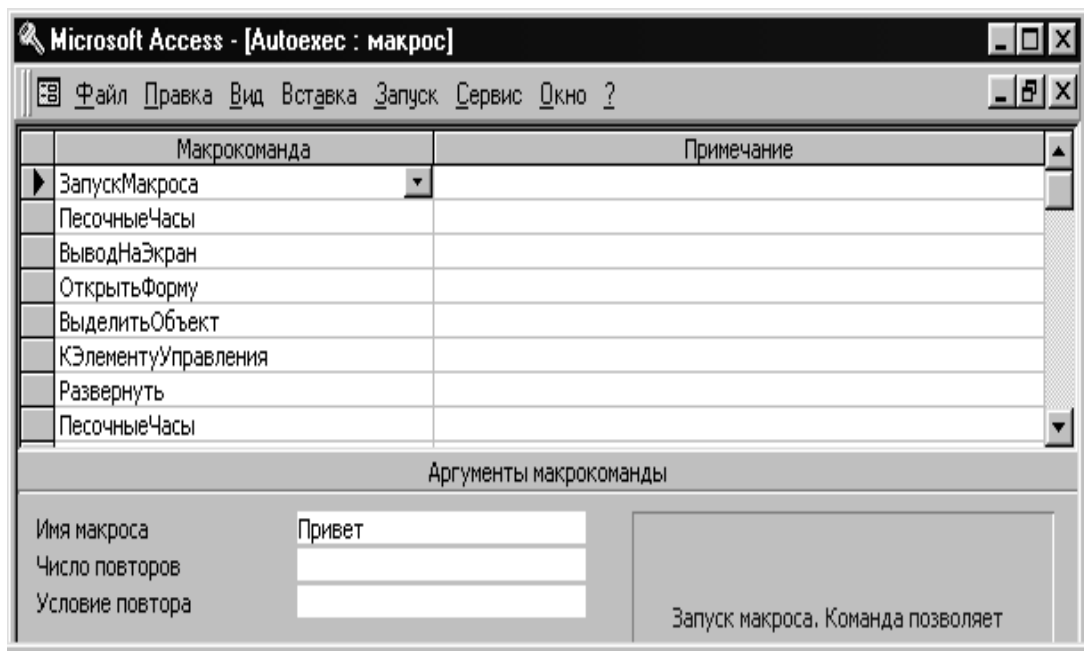 Microsoft Access - [Autoexec : макрос]
Файл Правка Вид Вставка Запуск Сервис Окно ?
Макрокоманда Примечание
ЗапускМакроса
ПесочныеЧасы
ВыводНаЭкран
ОткрытьФорму
ВыделитьОбъект
КЭлементуУправления
Развернуть
ПесочныеЧасы
Аргументы макрокоманды
Имя макроса Привет
Число повторов
Условие повтора
Запуск макроса. Команда позволяет